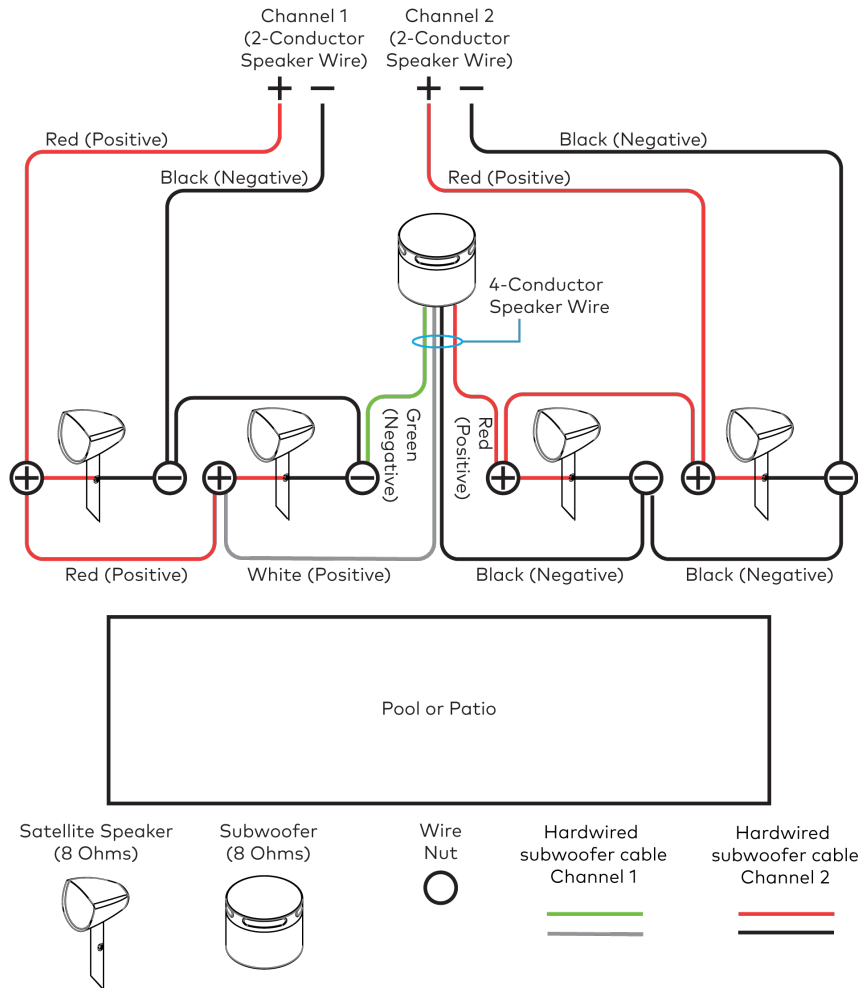 Channel 1
(2-Conductor
Speaker Wire)
+ −
Channel 2
(2-Conductor
Speaker Wire)
+ −
Red (Positive)
Black (Negative)
Black (Negative)
Red (Positive)
4-Conductor
Speaker Wire
Green
(Negative)
Red
(Positive)
+ − + − + − + −
Red (Positive)
White (Positive)
Black (Negative)
Black (Negative)
Pool or Patio
Satellite Speaker
(8 Ohms)
Subwoofer
(8 Ohms)
Wire
Nut
Hardwired
subwoofer cable
Channel 1
Hardwired
subwoofer cable
Channel 2